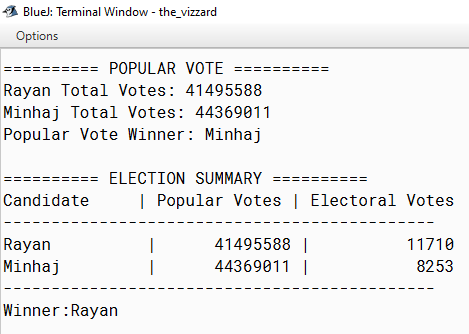 BlueJ: Terminal Window - the_vizzard
Options
========== POPULAR VOTE ==========
Rayan Total Votes: 41495588
Minhaj Total Votes: 44369011
Popular Vote Winner: Minhaj
========== ELECTION SUMMARY ==========
Candidate     | Popular Votes | Electoral Votes
---------------------------------------------
Rayan          |      41495588 |          11710
Minhaj         |      44369011 |           8253
---------------------------------------------
Winner:Rayan